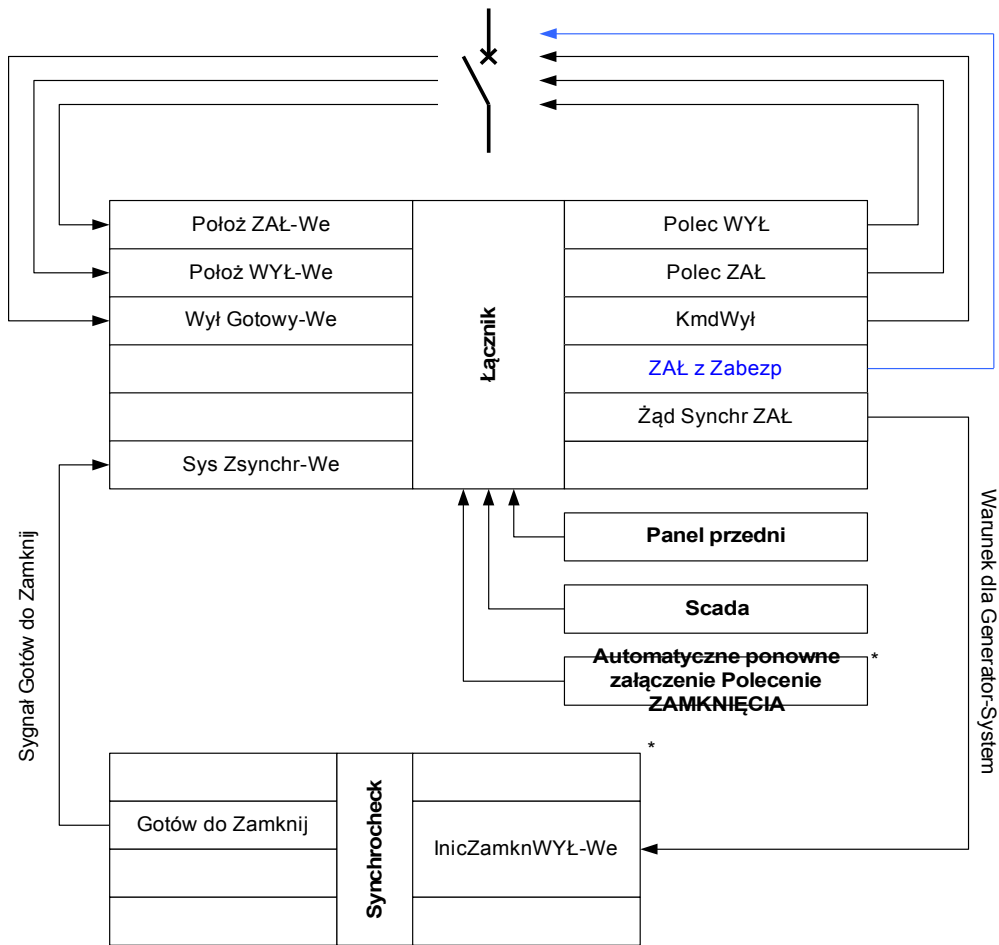 Położ ZAŁ-We
Polec WYŁ
Położ WYŁ-We
Polec ZAŁ
Wył Gotowy-We
KmdWył
Łącznik
ZAŁ z Zabezp
Żąd Synchr ZAŁ
Sys Zsynchr-We
Panel przedni
Scada
Automatyczne ponowne
załączenie Polecenie
ZAMKNIĘCIA
*
Sygnał Gotów do Zamknij
Warunek dla Generator-System
*
Gotów do Zamknij
Synchrocheck
InicZamknWYŁ-We